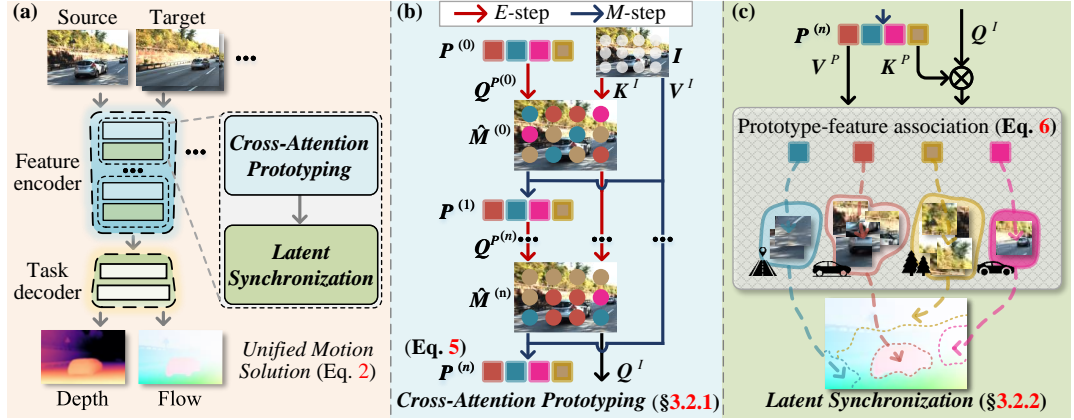 (a)
Source Target
...
Feature
encoder
...
...
Cross-Attention
Prototyping
Latent
Synchronization
Task
decoder
Unified Motion
Solution (Eq. 2)
Depth Flow
(b)
E-step M-step
P⁽⁰⁾
I
Qᴾ⁽⁰⁾ Kᴵ Vᴵ
M̂⁽⁰⁾
P⁽¹⁾
Qᴾ⁽ⁿ⁾ ... ... ...
M̂⁽ⁿ⁾
(Eq. 5)
P⁽ⁿ⁾ Qᴵ
Cross-Attention Prototyping (§3.2.1)
(c)
P⁽ⁿ⁾ Qᴵ
Vᴾ Kᴾ
Prototype-feature association (Eq. 6)
Latent Synchronization (§3.2.2)